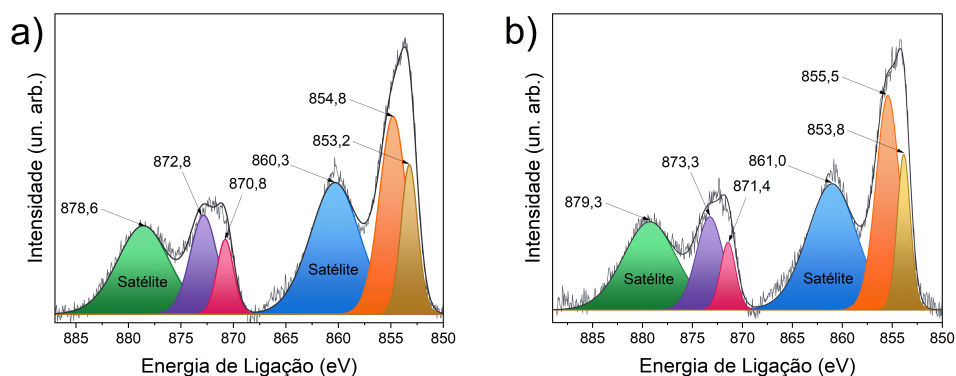 a)
Intensidade (un. arb.)
878,6
872,8
870,8
860,3
854,8
853,2
Satélite
Satélite
885 880 875 870 865 860 855 850
Energia de Ligação (eV)
b)
Intensidade (un. arb.)
879,3
873,3
871,4
861,0
855,5
853,8
Satélite
Satélite
885 880 875 870 865 860 855 850
Energia de Ligação (eV)